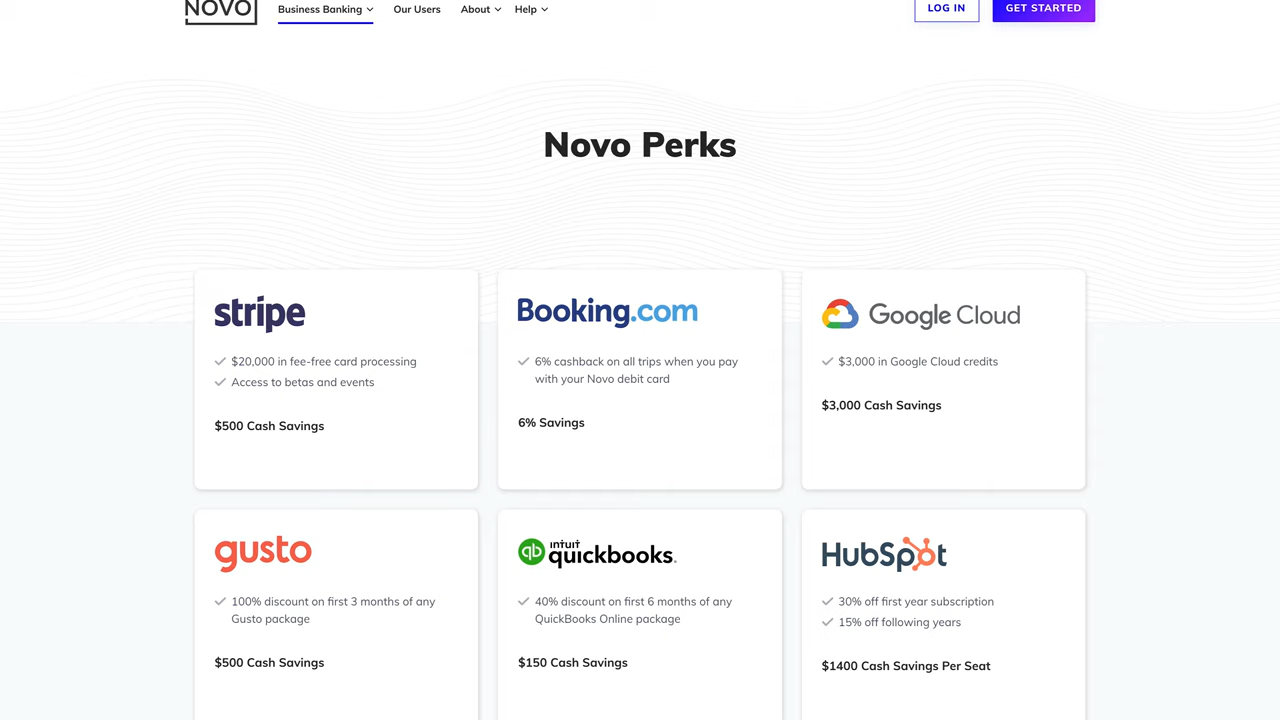 NOVO
Business Banking
Our Users
About
Help
LOG IN
GET STARTED
Novo Perks
stripe
$20,000 in fee-free card processing
Access to betas and events
$500 Cash Savings
Booking.com
6% cashback on all trips when you pay
with your Novo debit card
6% Savings
Google Cloud
$3,000 in Google Cloud credits
$3,000 Cash Savings
gusto
100% discount on first 3 months of any
Gusto package
$500 Cash Savings
qb
intuit
quickbooks.
40% discount on first 6 months of any
QuickBooks Online package
$150 Cash Savings
HubSpot
30% off first year subscription
15% off following years
$1400 Cash Savings Per Seat